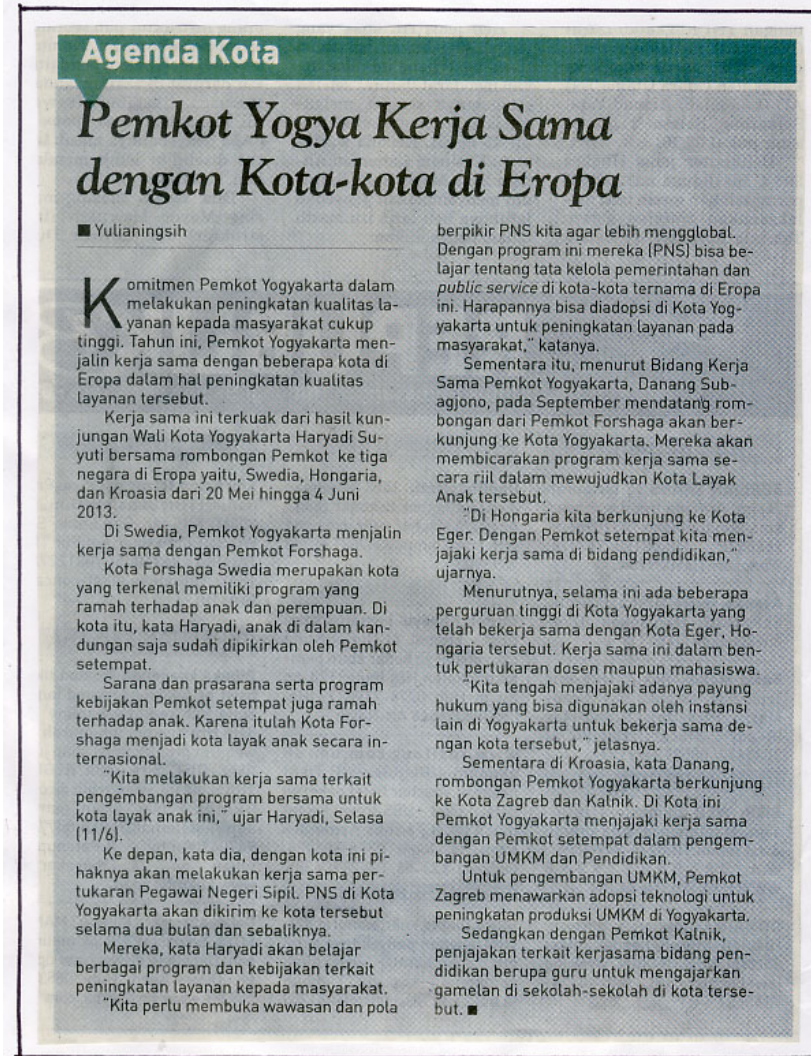 Agenda Kota
Pemkot Yogya Kerja Sama
dengan Kota-kota di Eropa
■ Yulianingsih
Komitmen Pemkot Yogyakarta dalam
melakukan peningkatan kualitas la-
yanan kepada masyarakat cukup
tinggi. Tahun ini, Pemkot Yogyakarta men-
jalin kerja sama dengan beberapa kota di
Eropa dalam hal peningkatan kualitas
layanan tersebut.
Kerja sama ini terkuak dari hasil kun-
jungan Wali Kota Yogyakarta Haryadi Su-
yuti bersama rombongan Pemkot ke tiga
negara di Eropa yaitu, Swedia, Hongaria,
dan Kroasia dari 20 Mei hingga 4 Juni
2013.
Di Swedia, Pemkot Yogyakarta menjalin
kerja sama dengan Pemkot Forshaga.
Kota Forshaga Swedia merupakan kota
yang terkenal memiliki program yang
ramah terhadap anak dan perempuan. Di
kota itu, kata Haryadi, anak di dalam kan-
dungan saja sudah dipikirkan oleh Pemkot
setempat.
Sarana dan prasarana serta program
kebijakan Pemkot setempat juga ramah
terhadap anak. Karena itulah Kota For-
shaga menjadi kota layak anak secara in-
ternasional.
"Kita melakukan kerja sama terkait
pengembangan program bersama untuk
kota layak anak ini," ujar Haryadi, Selasa
(11/6).
Ke depan, kata dia, dengan kota ini pi-
haknya akan melakukan kerja sama per-
tukaran Pegawai Negeri Sipil. PNS di Kota
Yogyakarta akan dikirim ke kota tersebut
selama dua bulan dan sebaliknya.
Mereka, kata Haryadi akan belajar
berbagai program dan kebijakan terkait
peningkatan layanan kepada masyarakat.
"Kita perlu membuka wawasan dan pola
berpikir PNS kita agar lebih mengglobal.
Dengan program ini mereka (PNS) bisa be-
lajar tentang tata kelola pemerintahan dan
public service di kota-kota ternama di Eropa
ini. Harapannya bisa diadopsi di Kota Yog-
yakarta untuk peningkatan layanan pada
masyarakat," katanya.
Sementara itu, menurut Bidang Kerja
Sama Pemkot Yogyakarta, Danang Sub-
agjono, pada September mendatang rom-
bongan dari Pemkot Forshaga akan ber-
kunjung ke Kota Yogyakarta. Mereka akan
membicarakan program kerja sama se-
cara riil dalam mewujudkan Kota Layak
Anak tersebut.
"Di Hongaria kita berkunjung ke Kota
Eger. Dengan Pemkot setempat kita men-
jajaki kerja sama di bidang pendidikan,"
ujarnya.
Menurutnya, selama ini ada beberapa
perguruan tinggi di Kota Yogyakarta yang
telah bekerja sama dengan Kota Eger, Ho-
ngaria tersebut. Kerja sama ini dalam ben-
tuk pertukaran dosen maupun mahasiswa.
"Kita tengah menjajaki adanya payung
hukum yang bisa digunakan oleh instansi
lain di Yogyakarta untuk bekerja sama de-
ngan kota tersebut," jelasnya.
Sementara di Kroasia, kata Danang,
rombongan Pemkot Yogyakarta berkunjung
ke Kota Zagreb dan Kalnik. Di Kota ini
Pemkot Yogyakarta menjajaki kerja sama
dengan Pemkot setempat dalam pengem-
bangan UMKM dan Pendidikan.
Untuk pengembangan UMKM, Pemkot
Zagreb menawarkan adopsi teknologi untuk
peningkatan produksi UMKM di Yogyakarta.
Sedangkan dengan Pemkot Kalnik,
penjajakan terkait kerjasama bidang pen-
didikan berupa guru untuk mengajarkan
gamelan di sekolah-sekolah di kota terse-
but. ■